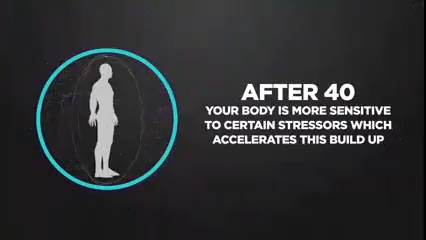 AFTER 40
YOUR BODY IS MORE SENSITIVE
TO CERTAIN STRESSORS WHICH
ACCELERATES THIS BUILD UP